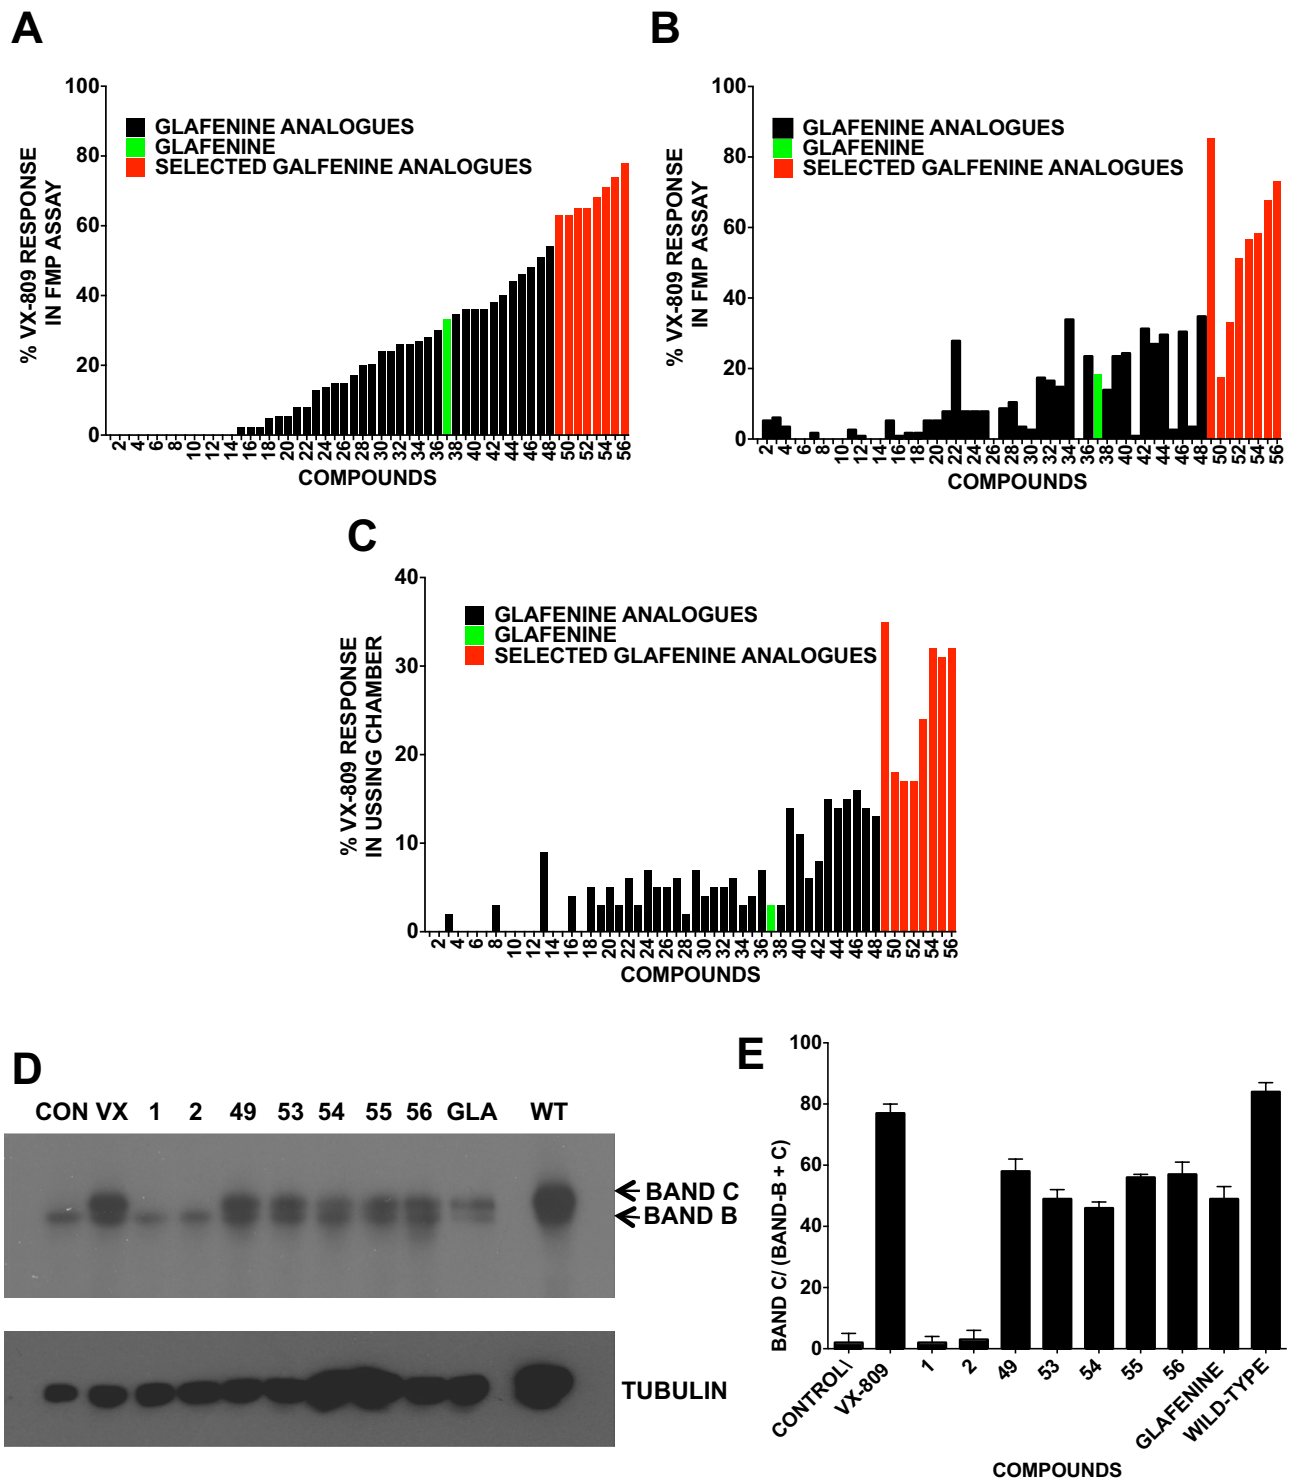 A
% VX-809 RESPONSE
IN FMP ASSAY
100
80
60
40
20
0
GLAFENINE ANALOGUES
GLAFENINE
SELECTED GALFENINE ANALOGUES
2 4 6 8 10 12 14 16 18 20 22 24 26 28 30 32 34 36 38 40 42 44 46 48 50 52 54 56
COMPOUNDS
B
% VX-809 RESPONSE
IN FMP ASSAY
100
80
60
40
20
0
GLAFENINE ANALOGUES
GLAFENINE
SELECTED GALFENINE ANALOGUES
2 4 6 8 10 12 14 16 18 20 22 24 26 28 30 32 34 36 38 40 42 44 46 48 50 52 54 56
COMPOUNDS
C
% VX-809 RESPONSE
IN USSING CHAMBER
40
30
20
10
0
GLAFENINE ANALOGUES
GLAFENINE
SELECTED GLAFENINE ANALOGUES
2 4 6 8 10 12 14 16 18 20 22 24 26 28 30 32 34 36 38 40 42 44 46 48 50 52 54 56
COMPOUNDS
D
CON VX 1 2 49 53 54 55 56 GLA WT
BAND C
BAND B
TUBULIN
E
BAND C/ (BAND-B + C)
100
80
60
40
20
0
CONTROL\ VX-809 1 2 49 53 54 55 56 GLAFENINE WILD-TYPE
COMPOUNDS